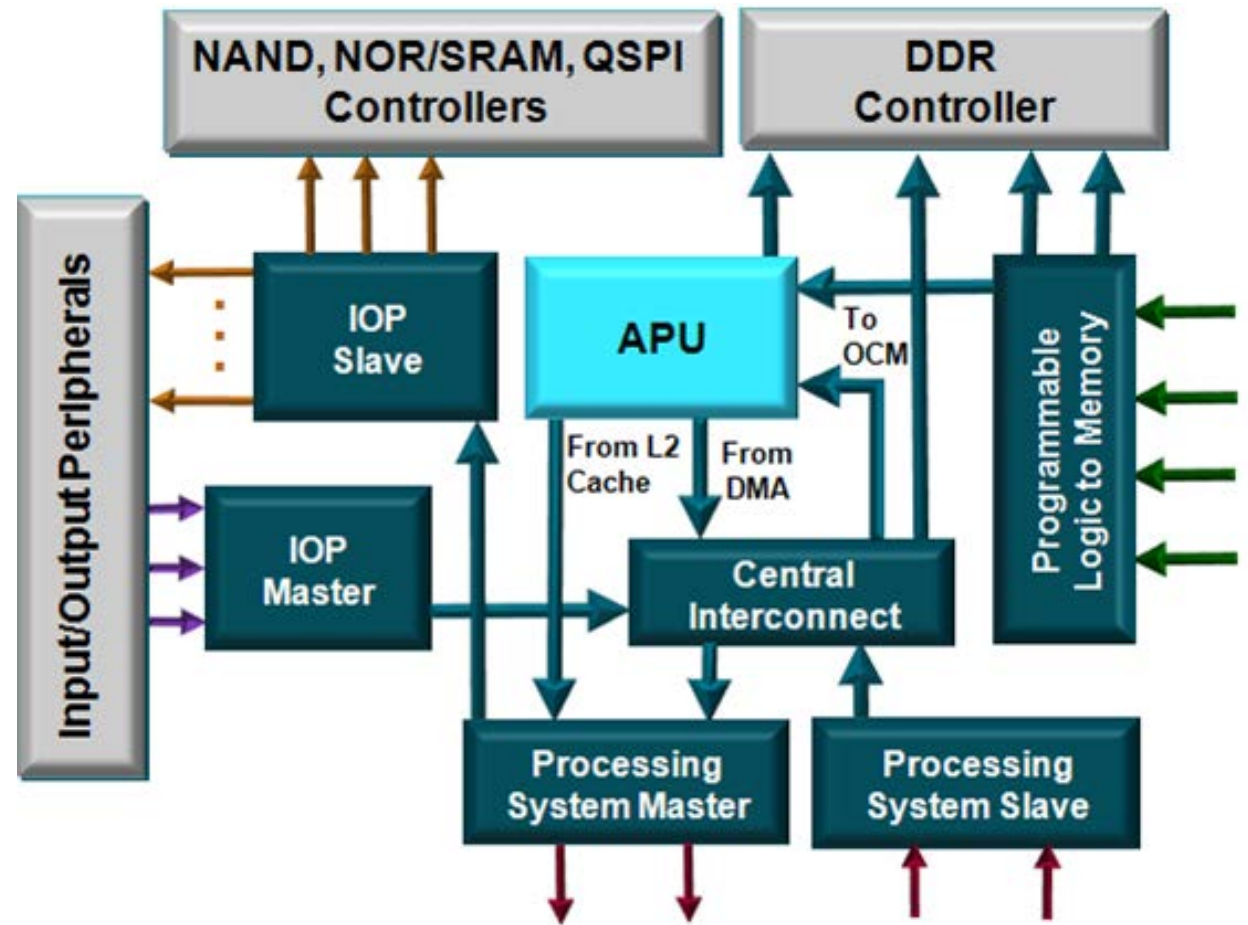 NAND, NOR/SRAM, QSPI
Controllers
DDR
Controller
Input/Output Peripherals
IOP
Slave
APU
To
OCM
Programmable
Logic to Memory
From L2
Cache
From
DMA
IOP
Master
Central
Interconnect
Processing
System Master
Processing
System Slave